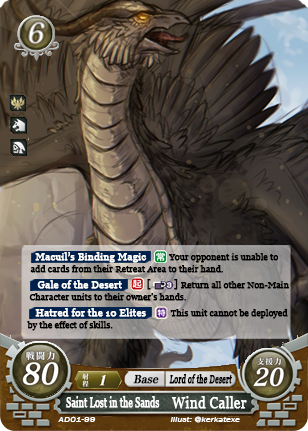 6
Macuil's Binding Magic 常 Your opponent is unable to
add cards from their Retreat Area to their hand.
Gale of the Desert 起 [ 3] Return all other Non-Main
Character units to their owner's hands.
Hatred for the 10 Elites 特 This unit cannot be deployed
by the effect of skills.
戦闘力
80
射程 1
Base
Lord of the Desert
支援力
20
Saint Lost in the Sands Wind Caller
AD01-99 Illust: @kerkatexe